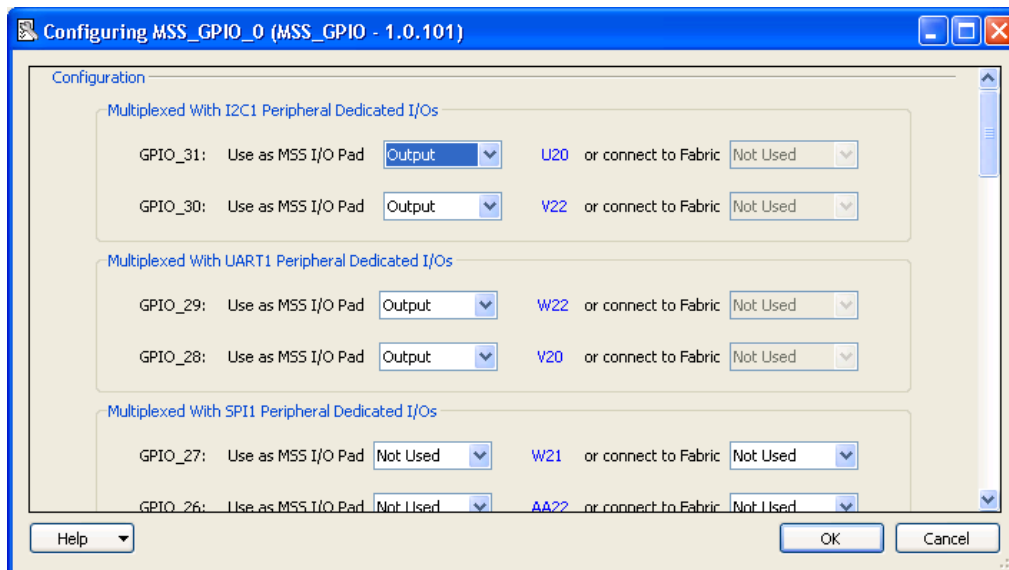 Configuring MSS_GPIO_0 (MSS_GPIO - 1.0.101)
Configuration
Multiplexed With I2C1 Peripheral Dedicated I/Os
GPIO_31: Use as MSS I/O Pad Output U20 or connect to Fabric Not Used
GPIO_30: Use as MSS I/O Pad Output V22 or connect to Fabric Not Used
Multiplexed With UART1 Peripheral Dedicated I/Os
GPIO_29: Use as MSS I/O Pad Output W22 or connect to Fabric Not Used
GPIO_28: Use as MSS I/O Pad Output V20 or connect to Fabric Not Used
Multiplexed With SPI1 Peripheral Dedicated I/Os
GPIO_27: Use as MSS I/O Pad Not Used W21 or connect to Fabric Not Used
GPIO_26: Use as MSS I/O Pad Not Used AA22 or connect to Fabric Not Used
Help OK Cancel